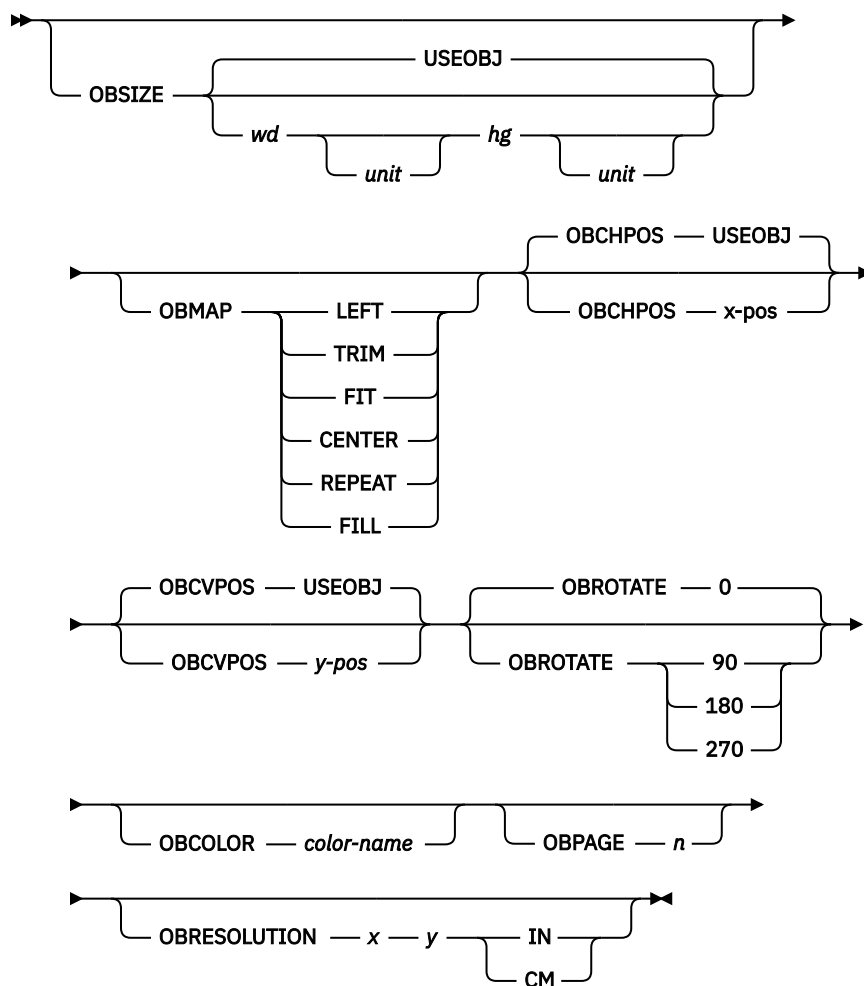 USEOBJ
OBSIZE
wd hg
unit unit
OBCHPOS USEOBJ
OBMAP LEFT OBCHPOS x-pos
TRIM
FIT
CENTER
REPEAT
FILL
OBCVPOS USEOBJ OBROTATE 0
OBCVPOS y-pos OBROTATE 90
180
270
OBCOLOR color-name OBPAGE n
OBRESOLUTION x y IN
CM